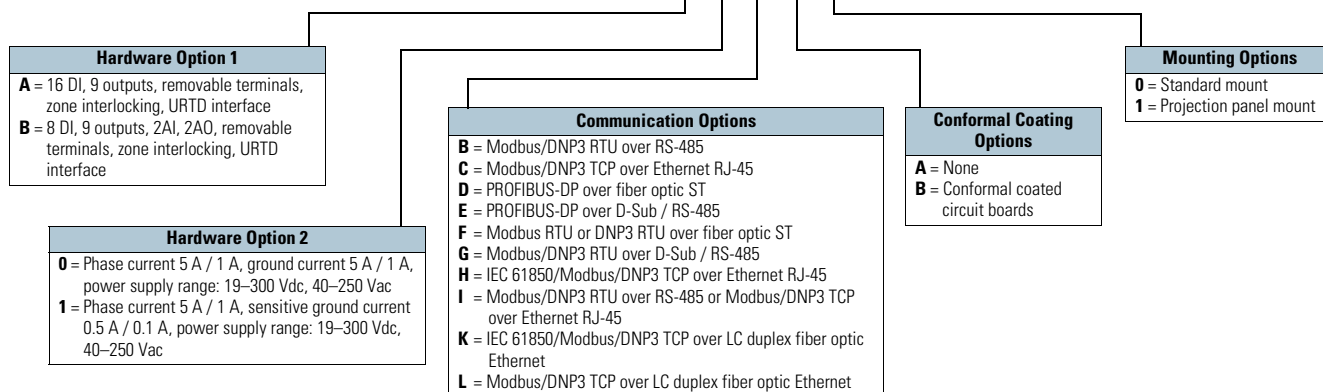 Hardware Option 1
A = 16 DI, 9 outputs, removable terminals,
zone interlocking, URTD interface
B = 8 DI, 9 outputs, 2AI, 2AO, removable
terminals, zone interlocking, URTD
interface
Hardware Option 2
0 = Phase current 5 A / 1 A, ground current 5 A / 1 A,
power supply range: 19–300 Vdc, 40–250 Vac
1 = Phase current 5 A / 1 A, sensitive ground current
0.5 A / 0.1 A, power supply range: 19–300 Vdc,
40–250 Vac
Communication Options
B = Modbus/DNP3 RTU over RS-485
C = Modbus/DNP3 TCP over Ethernet RJ-45
D = PROFIBUS-DP over fiber optic ST
E = PROFIBUS-DP over D-Sub / RS-485
F = Modbus RTU or DNP3 RTU over fiber optic ST
G = Modbus/DNP3 RTU over D-Sub / RS-485
H = IEC 61850/Modbus/DNP3 TCP over Ethernet RJ-45
I = Modbus/DNP3 RTU over RS-485 or Modbus/DNP3 TCP
over Ethernet RJ-45
K = IEC 61850/Modbus/DNP3 TCP over LC duplex fiber optic
Ethernet
L = Modbus/DNP3 TCP over LC duplex fiber optic Ethernet
Conformal Coating
Options
A = None
B = Conformal coated
circuit boards
Mounting Options
0 = Standard mount
1 = Projection panel mount